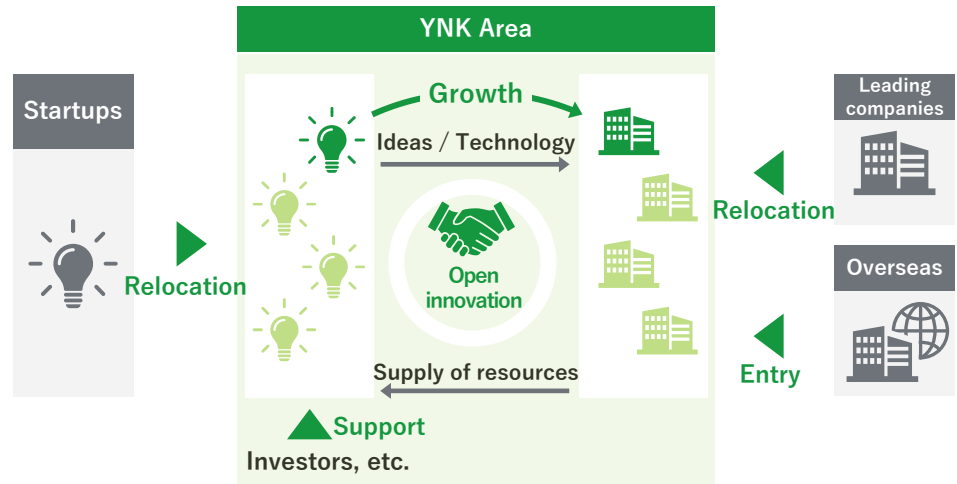 YNK Area
Startups
Relocation
Growth
Ideas / Technology
Open
innovation
Supply of resources
Support
Investors, etc.
Leading
companies
Relocation
Overseas
Entry